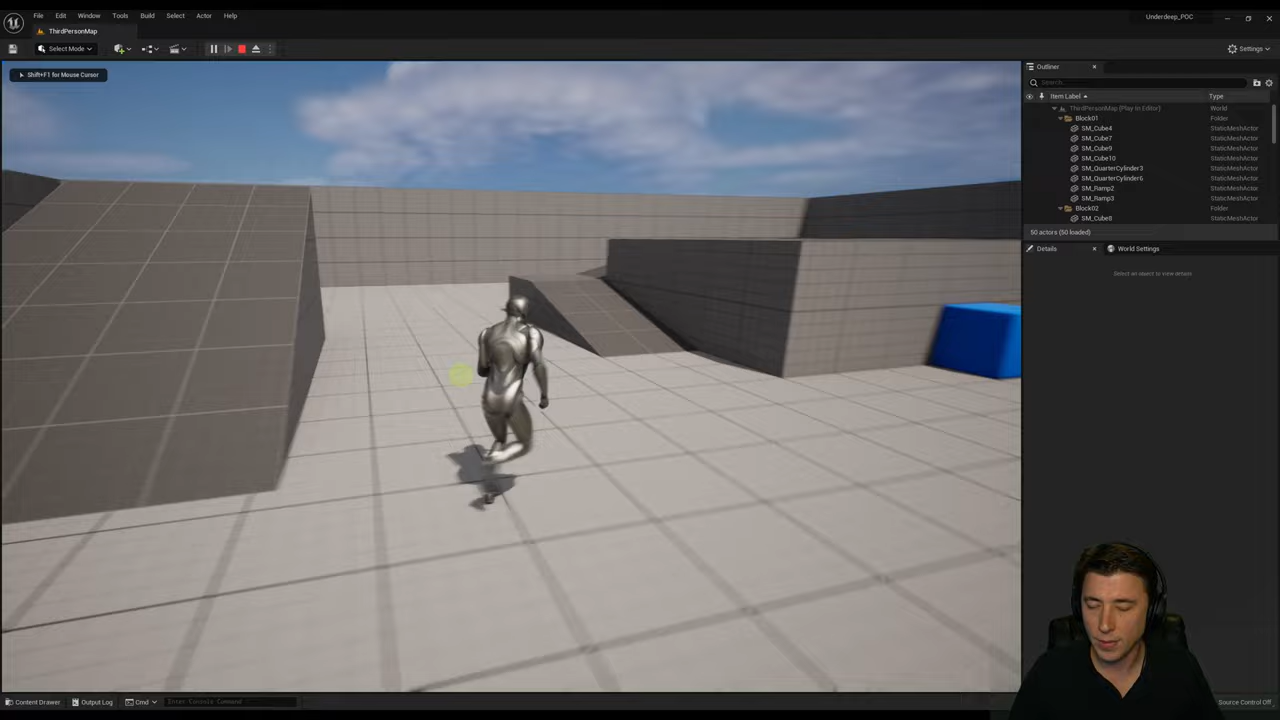 File Edit Window Tools Build Select Actor Help
Underdeep_POC
ThirdPersonMap
Select Mode
Settings
Shift+F1 for Mouse Cursor
Outliner
Search...
Item Label
Type
ThirdPersonMap (Play In Editor)
World
Block01
Folder
SM_Cube4
StaticMeshActor
SM_Cube7
StaticMeshActor
SM_Cube9
StaticMeshActor
SM_Cube10
StaticMeshActor
SM_QuarterCylinder3
StaticMeshActor
SM_QuarterCylinder6
StaticMeshActor
SM_Ramp2
StaticMeshActor
SM_Ramp3
StaticMeshActor
Block02
Folder
SM_Cube8
StaticMeshActor
50 actors (50 loaded)
Details
World Settings
Select an object to view details
Content Drawer
Output Log
Cmd
Enter Console Command
Source Control Off